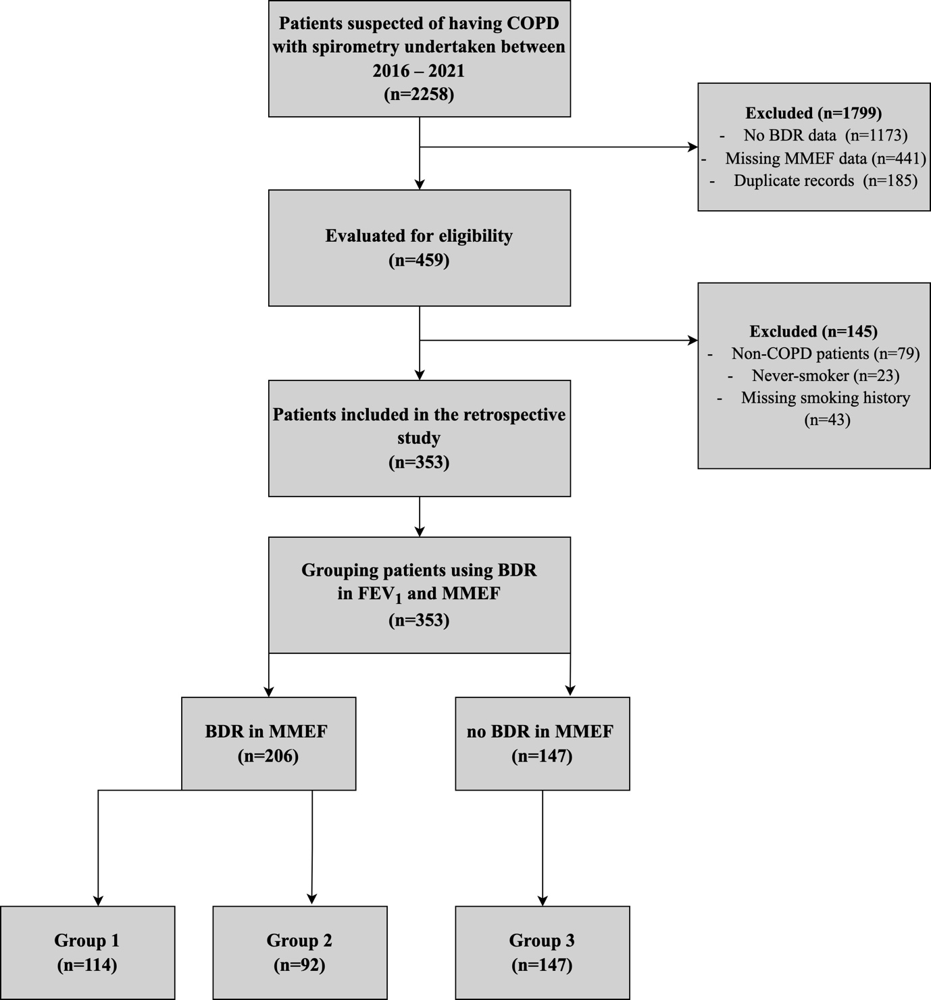 Patients suspected of having COPD
with spirometry undertaken between
2016 – 2021
(n=2258)
Excluded (n=1799)
- No BDR data (n=1173)
- Missing MMEF data (n=441)
- Duplicate records (n=185)
Evaluated for eligibility
(n=459)
Excluded (n=145)
- Non-COPD patients (n=79)
- Never-smoker (n=23)
- Missing smoking history
(n=43)
Patients included in the retrospective
study
(n=353)
Grouping patients using BDR
in FEV₁ and MMEF
(n=353)
BDR in MMEF
(n=206)
no BDR in MMEF
(n=147)
Group 1
(n=114)
Group 2
(n=92)
Group 3
(n=147)